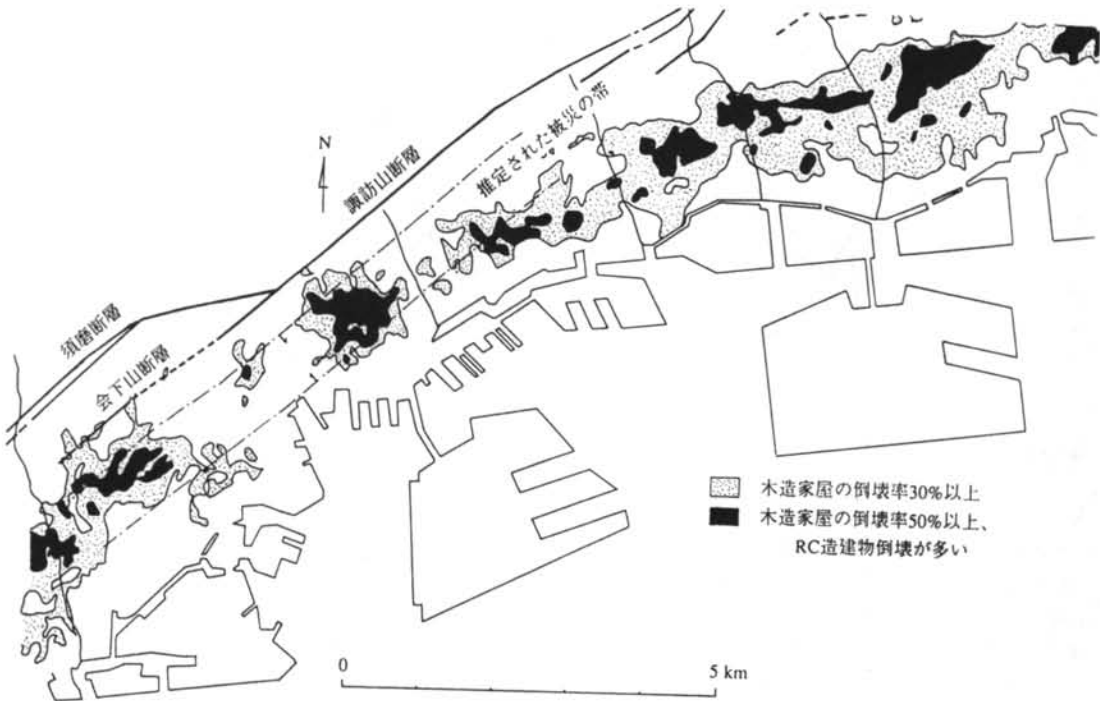 N
諏訪山断層
推定された被災の帯
須磨断層
会下山断層
木造家屋の倒壊率30%以上
木造家屋の倒壊率50%以上、
RC造建物倒壊が多い
0
5 km